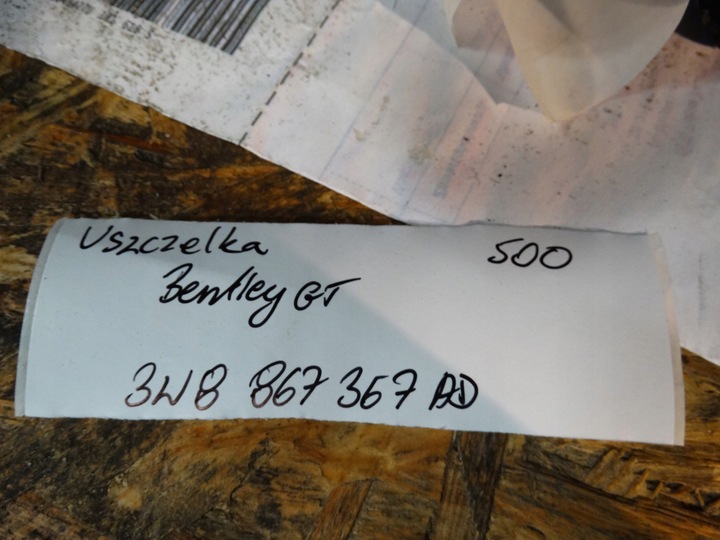 Uszczelka 500
Bentley GT
3W8 867 367 AD